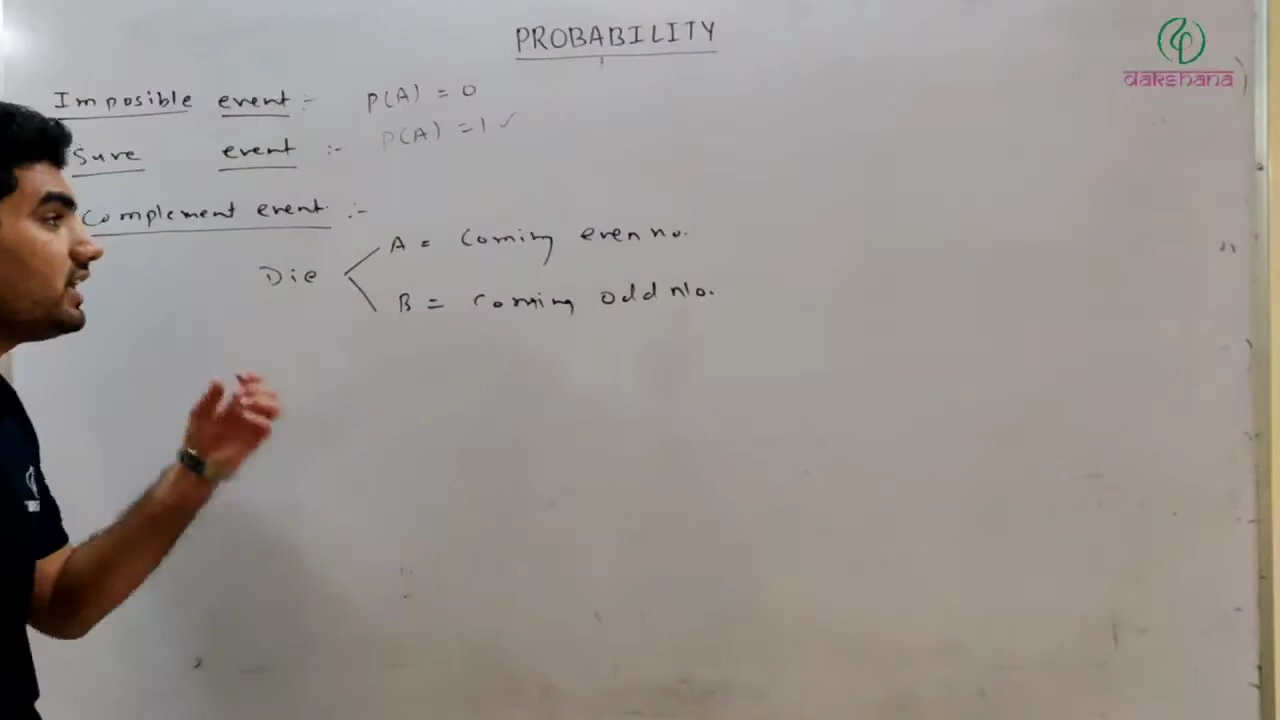 PROBABILITY
dakshana
Imposible event :- P(A) = 0
Sure event :- P(A) = 1 ✓
Complement event :-
Die
A = Coming even no.
B = Coming odd no.